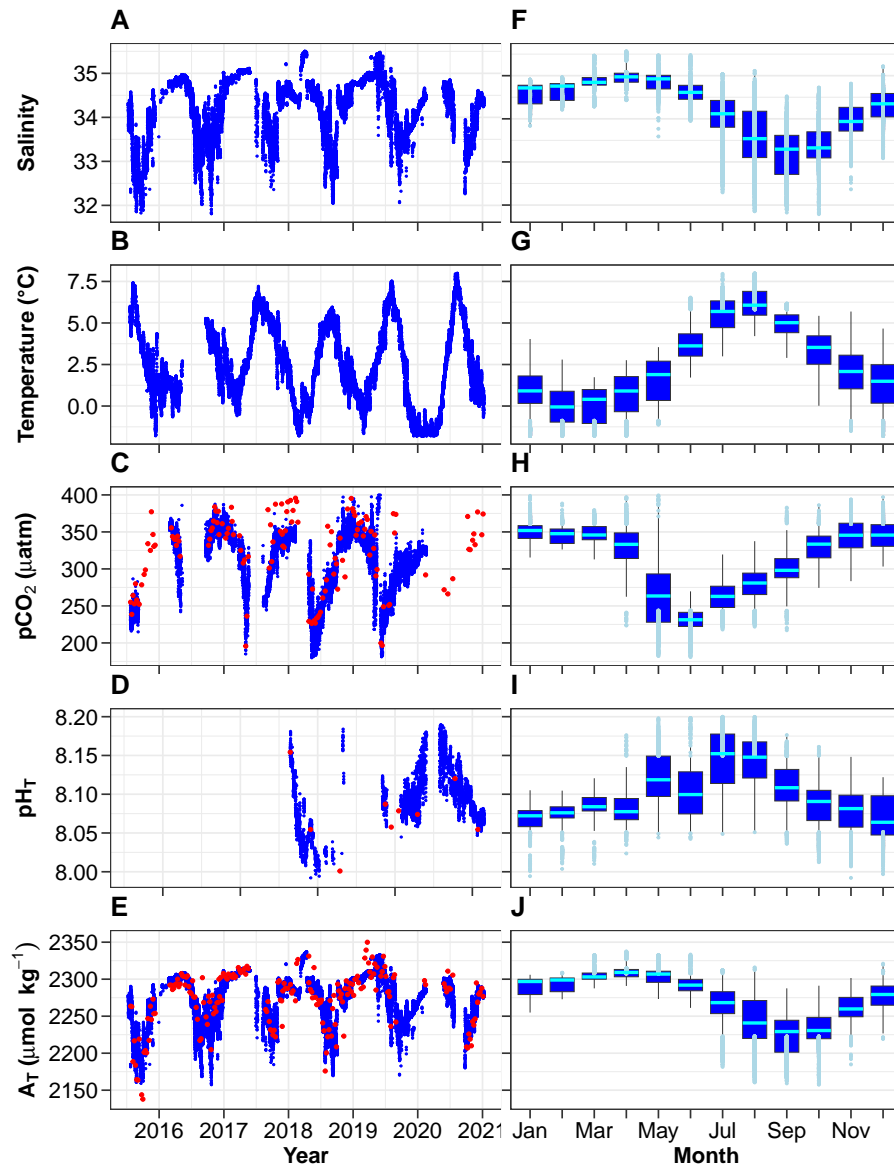 A F
Salinity
35
34
33
32
B G
Temperature (°C)
7.5
5.0
2.5
0.0
C H
pCO₂ (µatm)
400
350
300
250
200
D I
pH_T
8.20
8.15
8.10
8.05
8.00
E J
A_T (µmol kg⁻¹)
2350
2300
2250
2200
2150
2016 2017 2018 2019 2020 2021 Jan Mar May Jul Sep Nov
Year Month